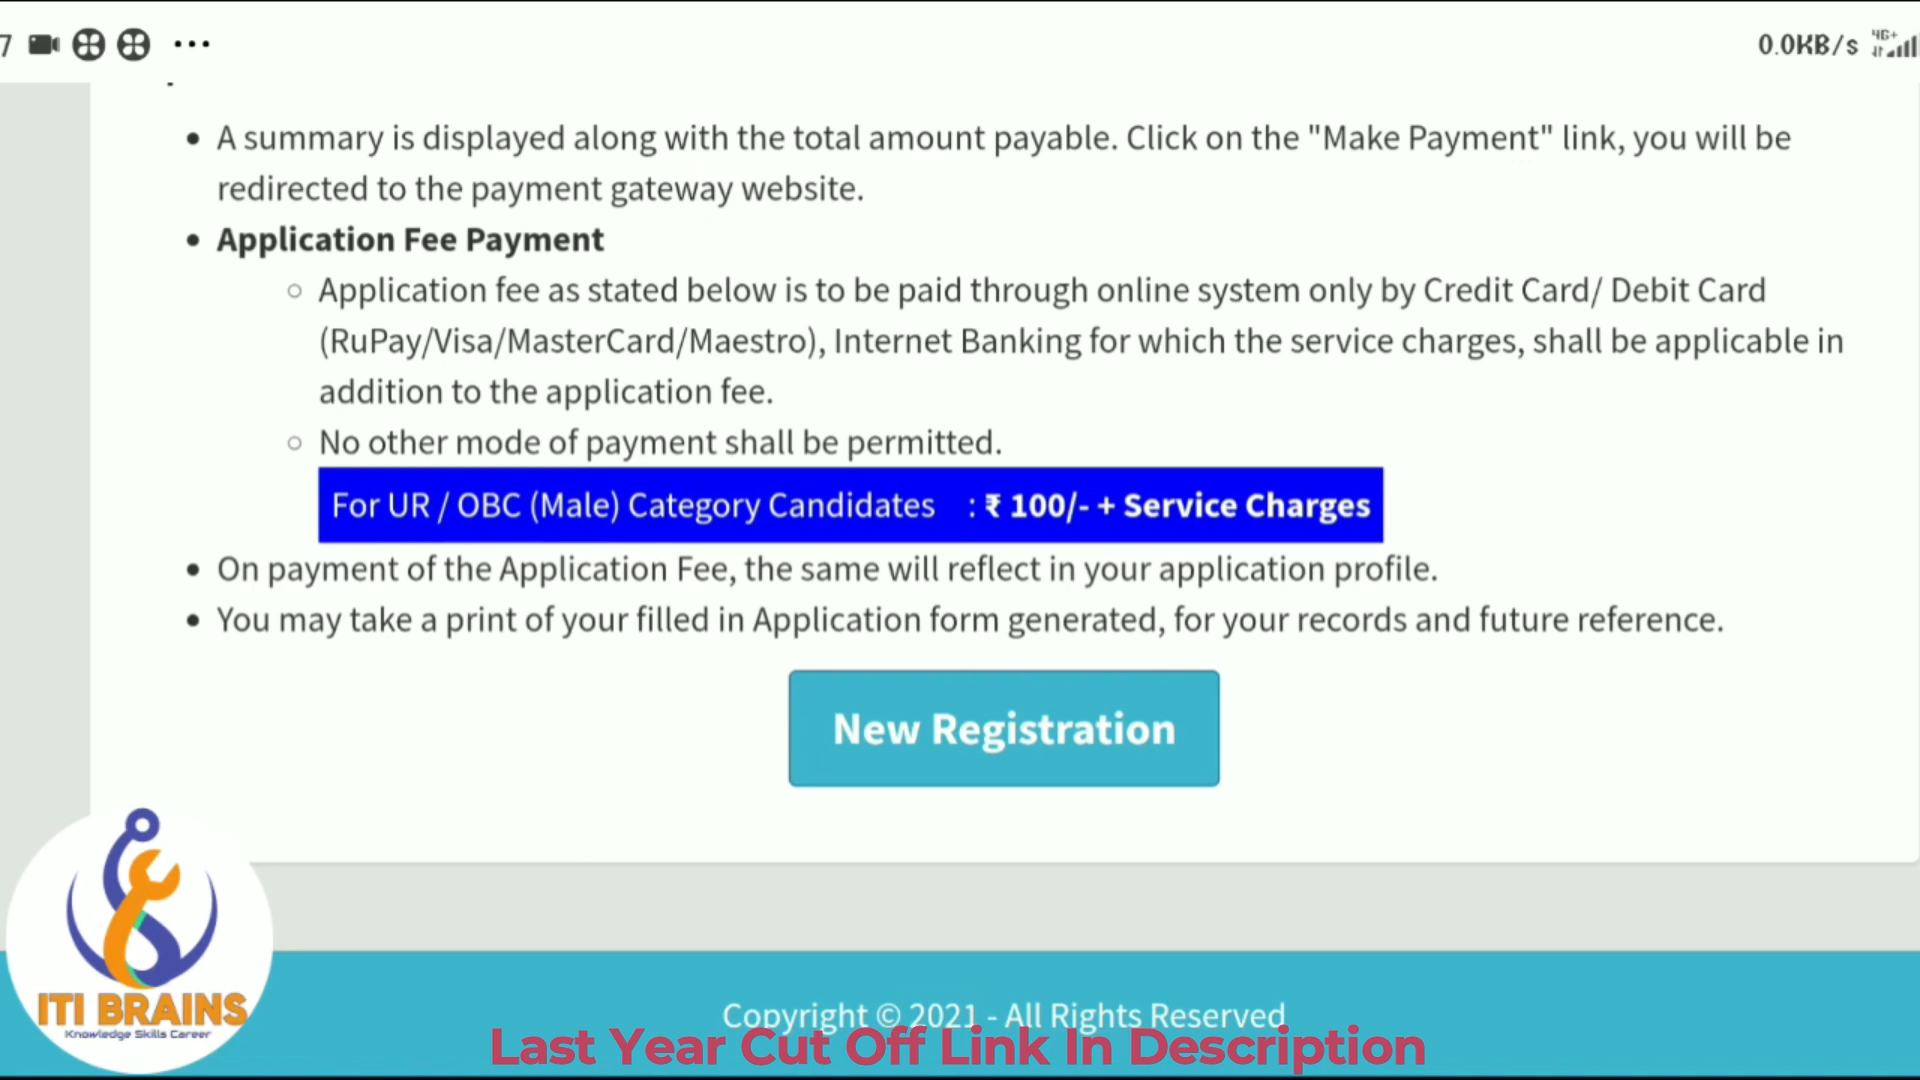 7 ... 0.0KB/s 4G+
• A summary is displayed along with the total amount payable. Click on the "Make Payment" link, you will be
redirected to the payment gateway website.
• Application Fee Payment
○ Application fee as stated below is to be paid through online system only by Credit Card/ Debit Card
(RuPay/Visa/MasterCard/Maestro), Internet Banking for which the service charges, shall be applicable in
addition to the application fee.
○ No other mode of payment shall be permitted.
For UR / OBC (Male) Category Candidates : ₹ 100/- + Service Charges
• On payment of the Application Fee, the same will reflect in your application profile.
• You may take a print of your filled in Application form generated, for your records and future reference.
New Registration
ITI BRAINS
Knowledge Skills Career
Copyright © 2021 - All Rights Reserved
Last Year Cut Off Link In Description